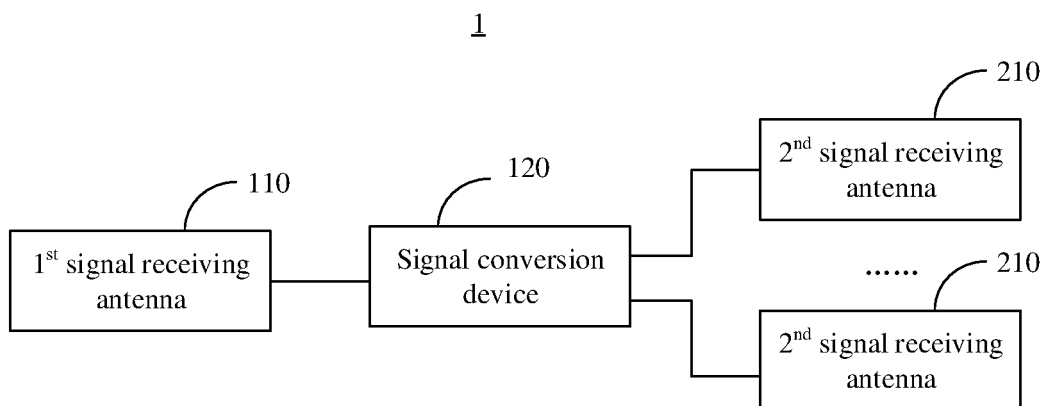 1
210
2nd signal receiving
antenna
120
110
1st signal receiving
antenna
Signal conversion
device
......
210
2nd signal receiving
antenna